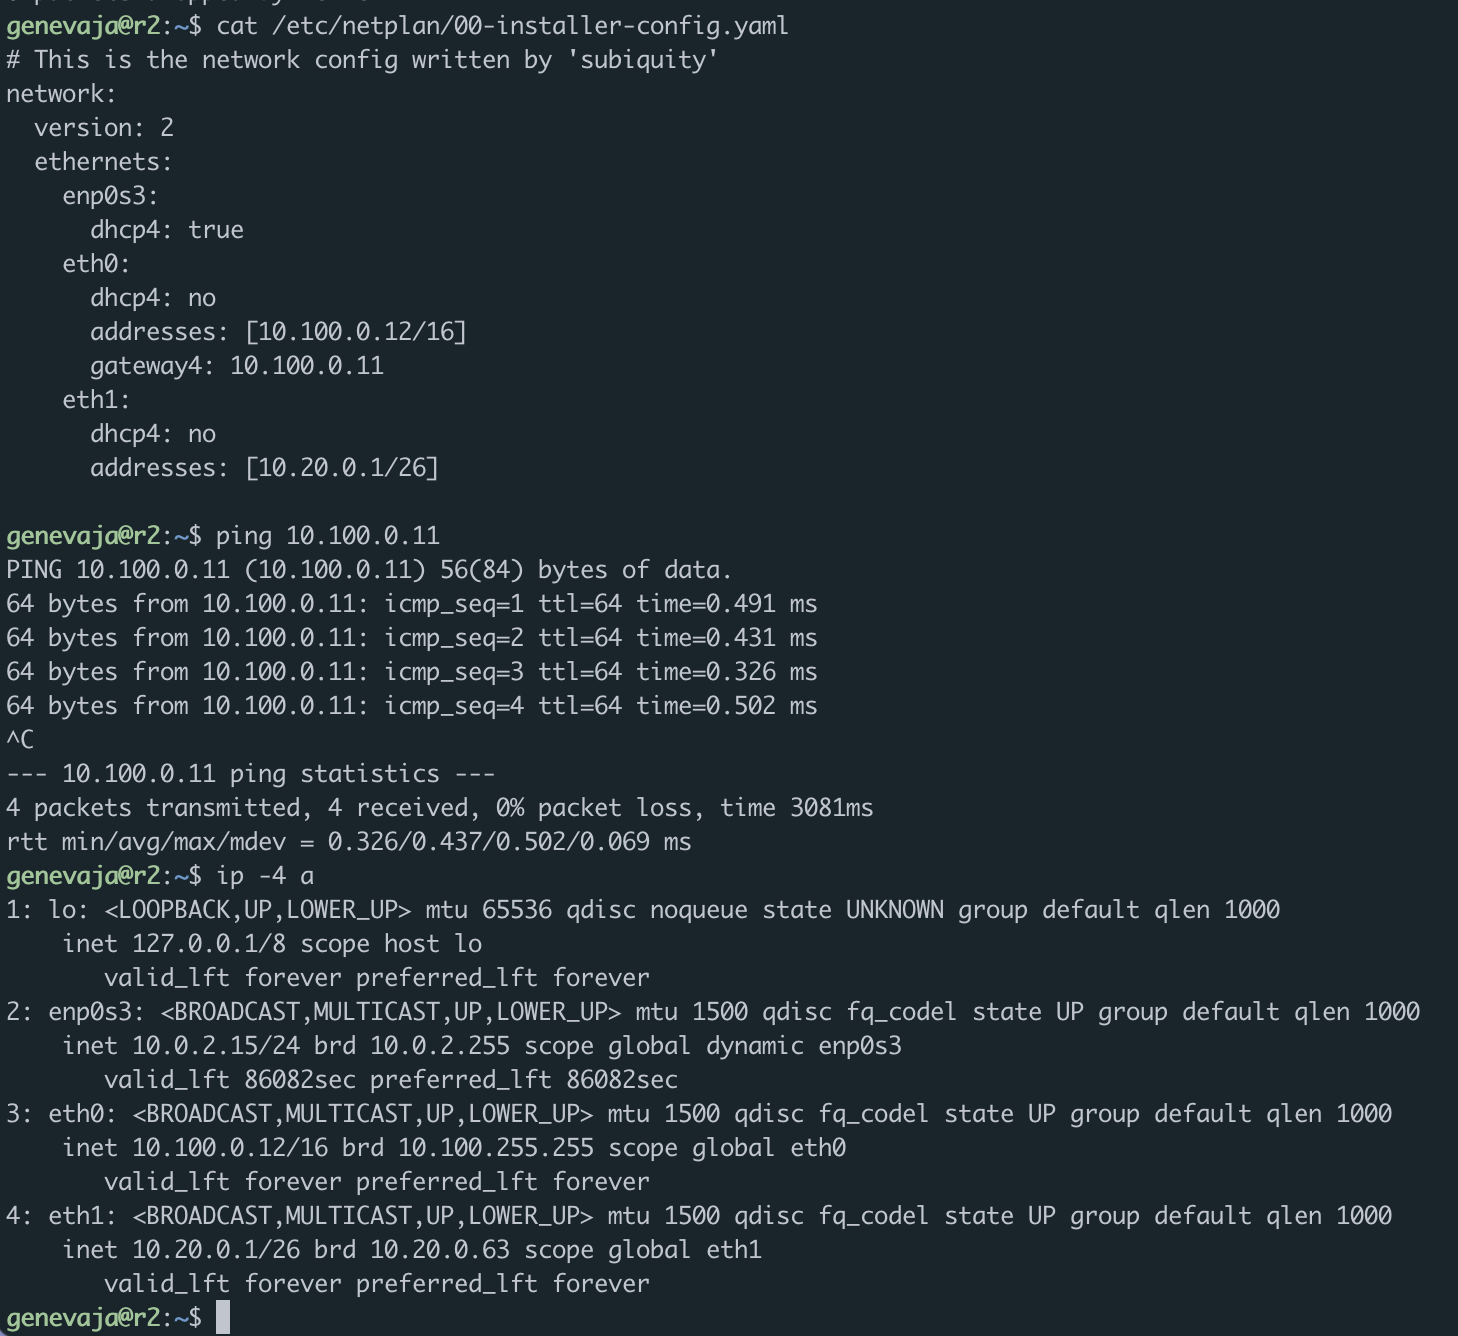 genevaja@r2:~$ cat /etc/netplan/00-installer-config.yaml
# This is the network config written by 'subiquity'
network:
  version: 2
  ethernets:
    enp0s3:
      dhcp4: true
    eth0:
      dhcp4: no
      addresses: [10.100.0.12/16]
      gateway4: 10.100.0.11
    eth1:
      dhcp4: no
      addresses: [10.20.0.1/26]

genevaja@r2:~$ ping 10.100.0.11
PING 10.100.0.11 (10.100.0.11) 56(84) bytes of data.
64 bytes from 10.100.0.11: icmp_seq=1 ttl=64 time=0.491 ms
64 bytes from 10.100.0.11: icmp_seq=2 ttl=64 time=0.431 ms
64 bytes from 10.100.0.11: icmp_seq=3 ttl=64 time=0.326 ms
64 bytes from 10.100.0.11: icmp_seq=4 ttl=64 time=0.502 ms
^C
--- 10.100.0.11 ping statistics ---
4 packets transmitted, 4 received, 0% packet loss, time 3081ms
rtt min/avg/max/mdev = 0.326/0.437/0.502/0.069 ms
genevaja@r2:~$ ip -4 a
1: lo: <LOOPBACK,UP,LOWER_UP> mtu 65536 qdisc noqueue state UNKNOWN group default qlen 1000
    inet 127.0.0.1/8 scope host lo
       valid_lft forever preferred_lft forever
2: enp0s3: <BROADCAST,MULTICAST,UP,LOWER_UP> mtu 1500 qdisc fq_codel state UP group default qlen 1000
    inet 10.0.2.15/24 brd 10.0.2.255 scope global dynamic enp0s3
       valid_lft 86082sec preferred_lft 86082sec
3: eth0: <BROADCAST,MULTICAST,UP,LOWER_UP> mtu 1500 qdisc fq_codel state UP group default qlen 1000
    inet 10.100.0.12/16 brd 10.100.255.255 scope global eth0
       valid_lft forever preferred_lft forever
4: eth1: <BROADCAST,MULTICAST,UP,LOWER_UP> mtu 1500 qdisc fq_codel state UP group default qlen 1000
    inet 10.20.0.1/26 brd 10.20.0.63 scope global eth1
       valid_lft forever preferred_lft forever
genevaja@r2:~$